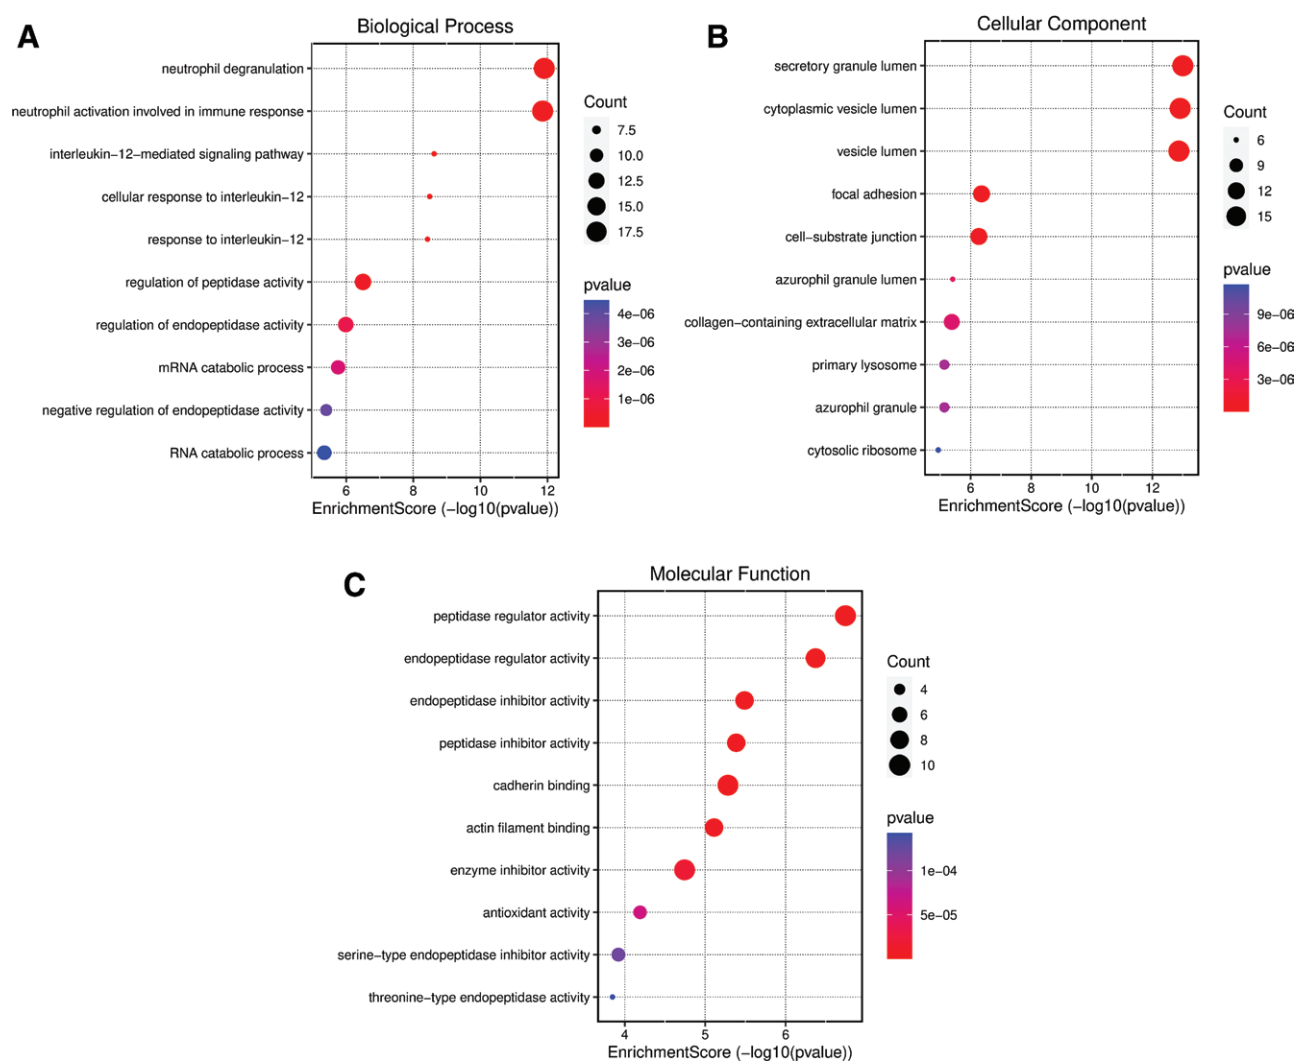 A
Biological Process
neutrophil degranulation
neutrophil activation involved in immune response
interleukin−12−mediated signaling pathway
cellular response to interleukin−12
response to interleukin−12
regulation of peptidase activity
regulation of endopeptidase activity
mRNA catabolic process
negative regulation of endopeptidase activity
RNA catabolic process
6 8 10 12
EnrichmentScore (−log10(pvalue))
Count
7.5
10.0
12.5
15.0
17.5
pvalue
4e−06
3e−06
2e−06
1e−06
B
Cellular Component
secretory granule lumen
cytoplasmic vesicle lumen
vesicle lumen
focal adhesion
cell−substrate junction
azurophil granule lumen
collagen−containing extracellular matrix
primary lysosome
azurophil granule
cytosolic ribosome
6 8 10 12
EnrichmentScore (−log10(pvalue))
Count
6
9
12
15
pvalue
9e−06
6e−06
3e−06
C
Molecular Function
peptidase regulator activity
endopeptidase regulator activity
endopeptidase inhibitor activity
peptidase inhibitor activity
cadherin binding
actin filament binding
enzyme inhibitor activity
antioxidant activity
serine−type endopeptidase inhibitor activity
threonine−type endopeptidase activity
4 5 6
EnrichmentScore (−log10(pvalue))
Count
4
6
8
10
pvalue
1e−04
5e−05